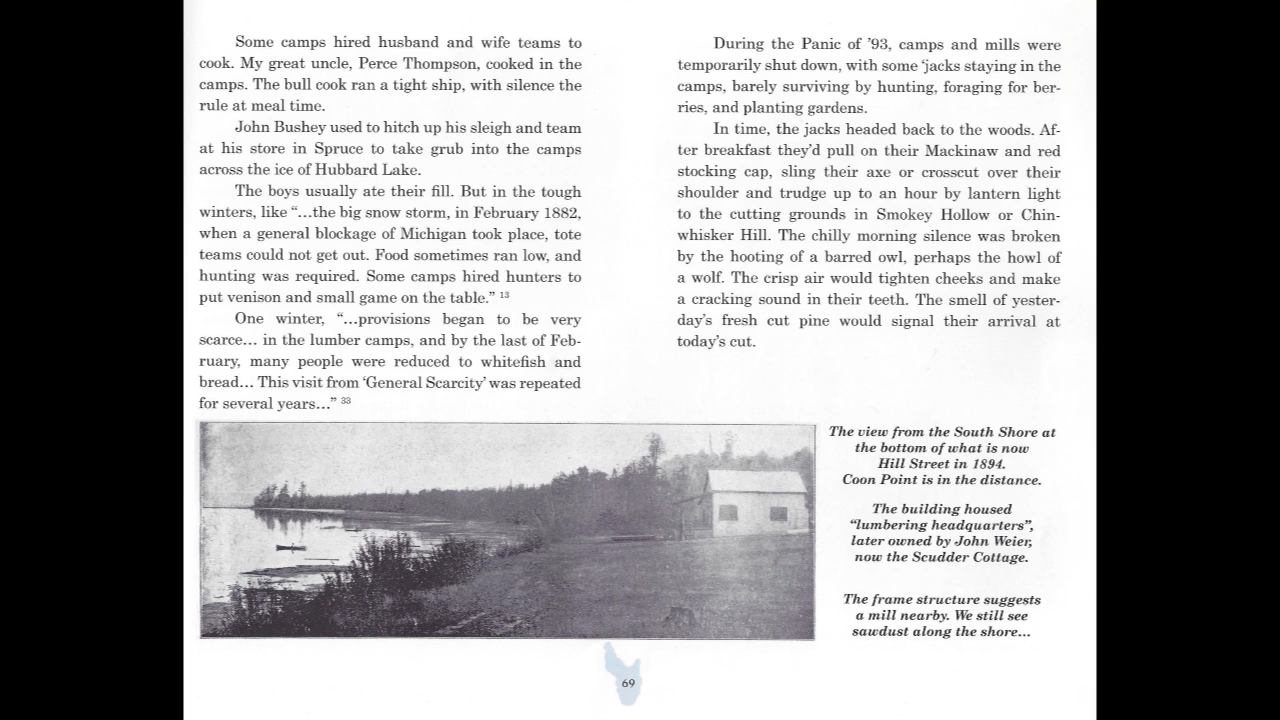 Some camps hired husband and wife teams to
cook. My great uncle, Perce Thompson, cooked in the
camps. The bull cook ran a tight ship, with silence the
rule at meal time.
John Bushey used to hitch up his sleigh and team
at his store in Spruce to take grub into the camps
across the ice of Hubbard Lake.
The boys usually ate their fill. But in the tough
winters, like “…the big snow storm, in February 1882,
when a general blockage of Michigan took place, tote
teams could not get out. Food sometimes ran low, and
hunting was required. Some camps hired hunters to
put venison and small game on the table.” 13
One winter, “…provisions began to be very
scarce… in the lumber camps, and by the last of Feb-
ruary, many people were reduced to whitefish and
bread… This visit from ‘General Scarcity’ was repeated
for several years…” 33
During the Panic of ’93, camps and mills were
temporarily shut down, with some ‘jacks staying in the
camps, barely surviving by hunting, foraging for ber-
ries, and planting gardens.
In time, the jacks headed back to the woods. Af-
ter breakfast they’d pull on their Mackinaw and red
stocking cap, sling their axe or crosscut over their
shoulder and trudge up to an hour by lantern light
to the cutting grounds in Smokey Hollow or Chin-
whisker Hill. The chilly morning silence was broken
by the hooting of a barred owl, perhaps the howl of
a wolf. The crisp air would tighten cheeks and make
a cracking sound in their teeth. The smell of yester-
day’s fresh cut pine would signal their arrival at
today’s cut.
The view from the South Shore at
the bottom of what is now
Hill Street in 1894.
Coon Point is in the distance.
The building housed
“lumbering headquarters”,
later owned by John Weier,
now the Scudder Cottage.
The frame structure suggests
a mill nearby. We still see
sawdust along the shore…
69